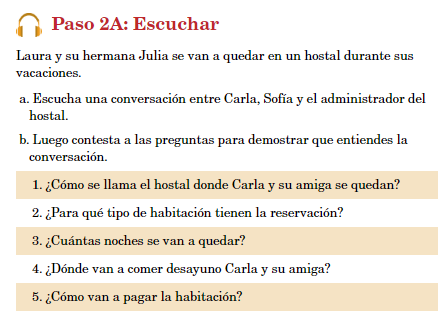 Paso 2A: Escuchar
Laura y su hermana Julia se van a quedar en un hostal durante sus
vacaciones.
a. Escucha una conversación entre Carla, Sofía y el administrador del
hostal.
b. Luego contesta a las preguntas para demostrar que entiendes la
conversación.
1. ¿Cómo se llama el hostal donde Carla y su amiga se quedan?
2. ¿Para qué tipo de habitación tienen la reservación?
3. ¿Cuántas noches se van a quedar?
4. ¿Dónde van a comer desayuno Carla y su amiga?
5. ¿Cómo van a pagar la habitación?